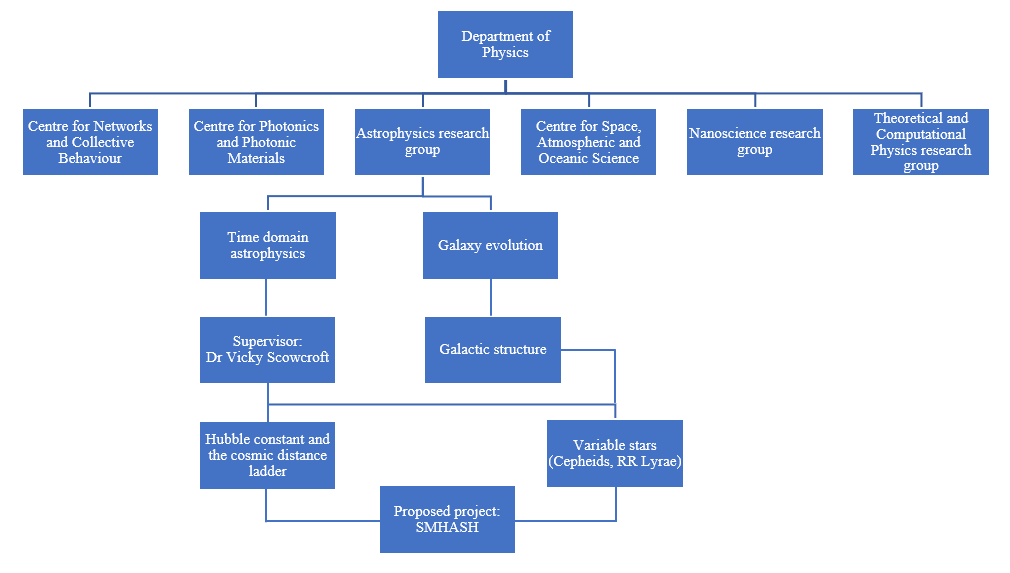 Department of
Physics
Centre for Networks
and Collective
Behaviour
Centre for Photonics
and Photonic
Materials
Astrophysics research
group
Centre for Space,
Atmospheric and
Oceanic Science
Nanoscience research
group
Theoretical and
Computational
Physics research
group
Time domain
astrophysics
Galaxy evolution
Supervisor:
Dr Vicky Scowcroft
Galactic structure
Hubble constant and
the cosmic distance
ladder
Variable stars
(Cepheids, RR Lyrae)
Proposed project:
SMHASH